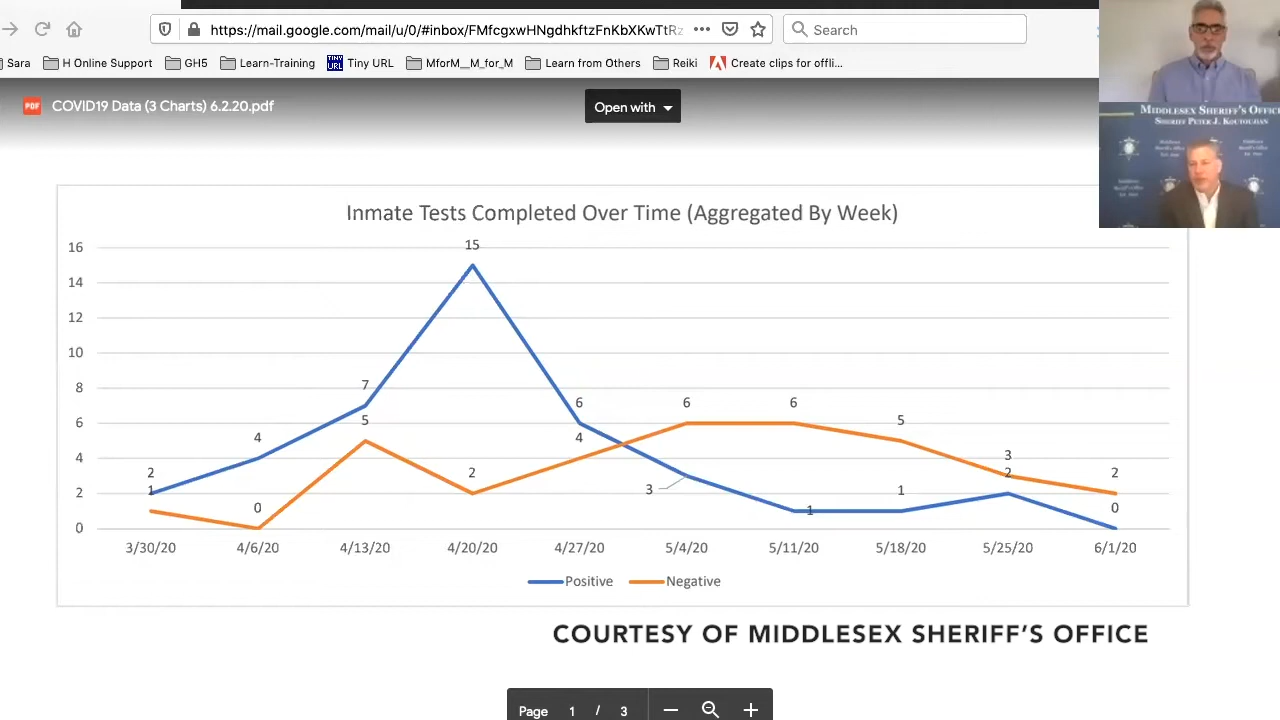 https://mail.google.com/mail/u/0/#inbox/FMfcgxwHNgdhkftzFnKbXKwTtRz
Search
Sara H Online Support GH5 Learn-Training TINY URL Tiny URL MforM__M_for_M Learn from Others Reiki Create clips for offli...
PDF COVID19 Data (3 Charts) 6.2.20.pdf
Open with
MIDDLESEX SHERIFF'S OFFICE
SHERIFF PETER J. KOUTOUJIAN
Inmate Tests Completed Over Time (Aggregated By Week)
16
14
12
10
8
6
4
2
0
15
7
5
6
6
6
5
4
4
3
2
2
2
2
1
0
3
1
1
0
3/30/20 4/6/20 4/13/20 4/20/20 4/27/20 5/4/20 5/11/20 5/18/20 5/25/20 6/1/20
Positive Negative
COURTESY OF MIDDLESEX SHERIFF'S OFFICE
Page 1 / 3